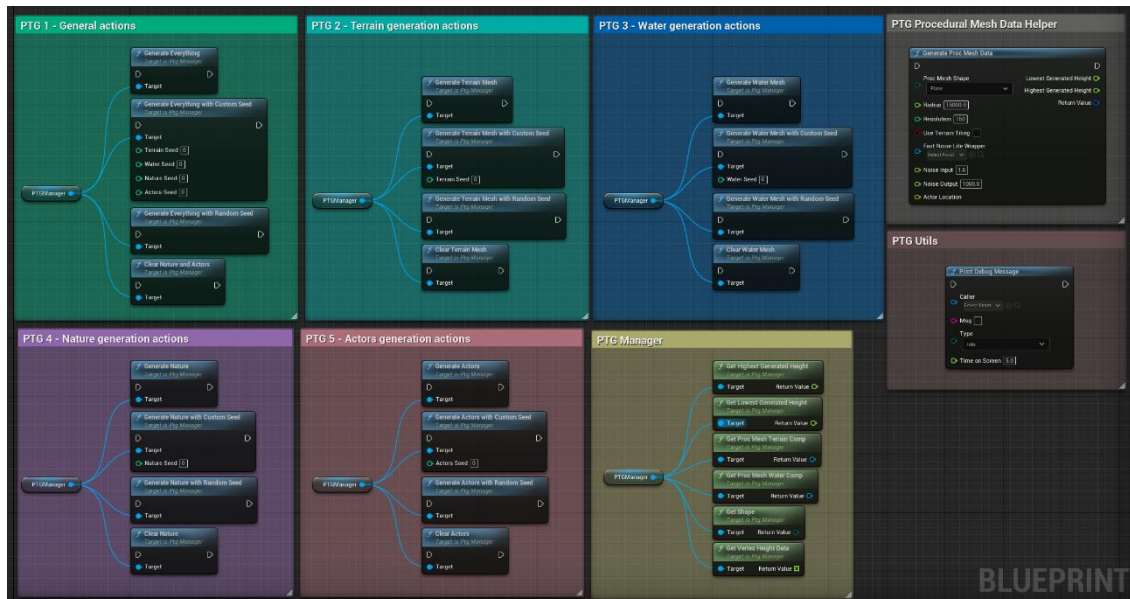 PTG 1 - General actions
Generate Everything
Target is Ptg Manager
Target
Generate Everything with Custom Seed
Target is Ptg Manager
Target
Terrain Seed 0
Water Seed 0
Nature Seed 0
Actors Seed 0
PTGManager
Generate Everything with Random Seed
Target is Ptg Manager
Target
Clear Nature and Actors
Target is Ptg Manager
Target
PTG 2 - Terrain generation actions
Generate Terrain Mesh
Target is Ptg Manager
Target
Generate Terrain Mesh with Custom Seed
Target is Ptg Manager
Target
Terrain Seed 0
PTGManager
Generate Terrain Mesh with Random Seed
Target is Ptg Manager
Target
Clear Terrain Mesh
Target is Ptg Manager
Target
PTG 3 - Water generation actions
Generate Water Mesh
Target is Ptg Manager
Target
Generate Water Mesh with Custom Seed
Target is Ptg Manager
Target
Water Seed 0
PTGManager
Generate Water Mesh with Random Seed
Target is Ptg Manager
Target
Clear Water Mesh
Target is Ptg Manager
Target
PTG Procedural Mesh Data Helper
Generate Proc Mesh Data
Proc Mesh Shape Lowest Generated Height
Plane Highest Generated Height
Return Value
Radius 15000.0
Resolution 150
Use Terrain Tiling
Fast Noise Lite Wrapper
Select Asset
Noise Input 1.0
Noise Output 1000.0
Actor Location
PTG Utils
Print Debug Message
Caller
Select Asset
Msg
Type
Info
Time on Screen 5.0
PTG 4 - Nature generation actions
Generate Nature
Target is Ptg Manager
Target
Generate Nature with Custom Seed
Target is Ptg Manager
Target
Nature Seed 0
PTGManager
Generate Nature with Random Seed
Target is Ptg Manager
Target
Clear Nature
Target is Ptg Manager
Target
PTG 5 - Actors generation actions
Generate Actors
Target is Ptg Manager
Target
Generate Actors with Custom Seed
Target is Ptg Manager
Target
Actors Seed 0
PTGManager
Generate Actors with Random Seed
Target is Ptg Manager
Target
Clear Actors
Target is Ptg Manager
Target
PTG Manager
Get Highest Generated Height
Target is Ptg Manager
Target Return Value
Get Lowest Generated Height
Target is Ptg Manager
Target Return Value
Get Proc Mesh Terrain Comp
Target is Ptg Manager
Target Return Value
PTGManager
Get Proc Mesh Water Comp
Target is Ptg Manager
Target Return Value
Get Shape
Target is Ptg Manager
Target Return Value
Get Vertex Height Data
Target is Ptg Manager
Target Return Value
BLUEPRINT